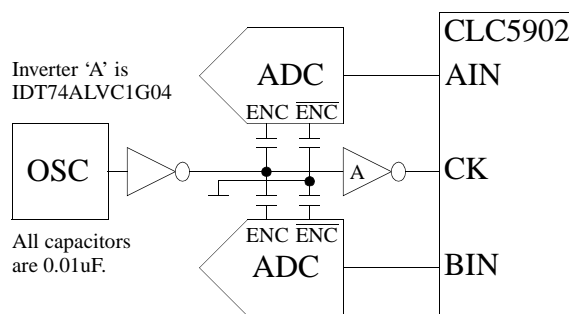 CLC5902
Inverter ‘A’ is
IDT74ALVC1G04
ADC
AIN
ENC ENC
OSC
A
CK
All capacitors
are 0.01uF.
ENC ENC
ADC
BIN